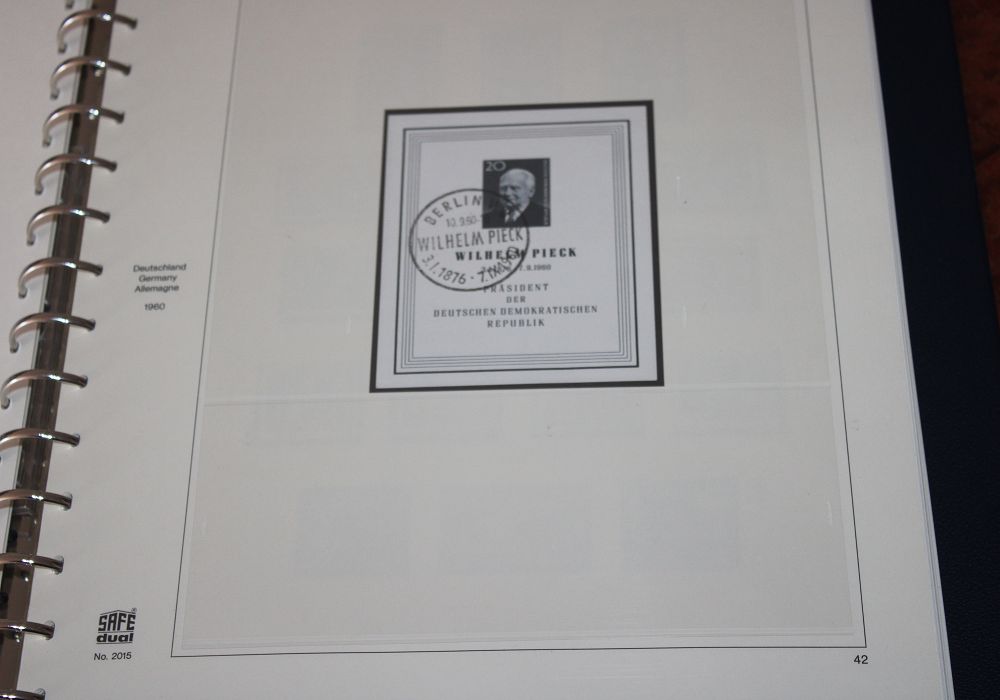 Deutschland
Germany
Allemagne
1960
20
BERLIN
WILHELM PIECK
3.1.1876
WILHELM PIECK
7.9.1960
PRÄSIDENT
DER
DEUTSCHEN DEMOKRATISCHEN
REPUBLIK
SAFE®
dual
No. 2015
42